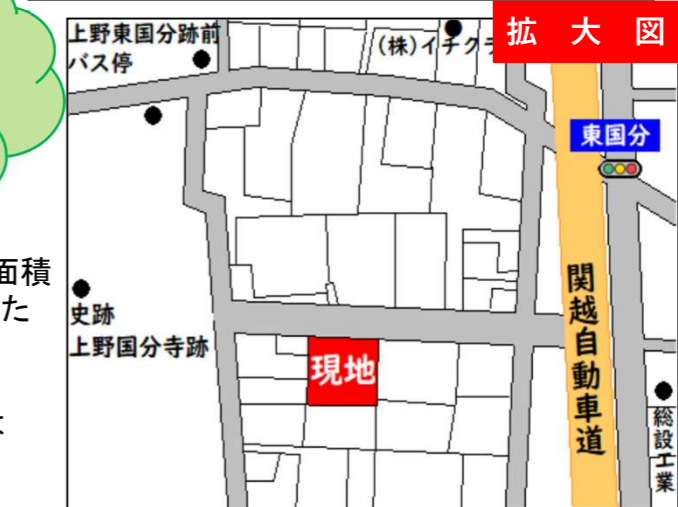 拡大図
上野東国分跡前
バス停
(株)イチクラ
東国分
面積
た
史跡
上野国分寺跡
現地
関越自動車道
総設工業